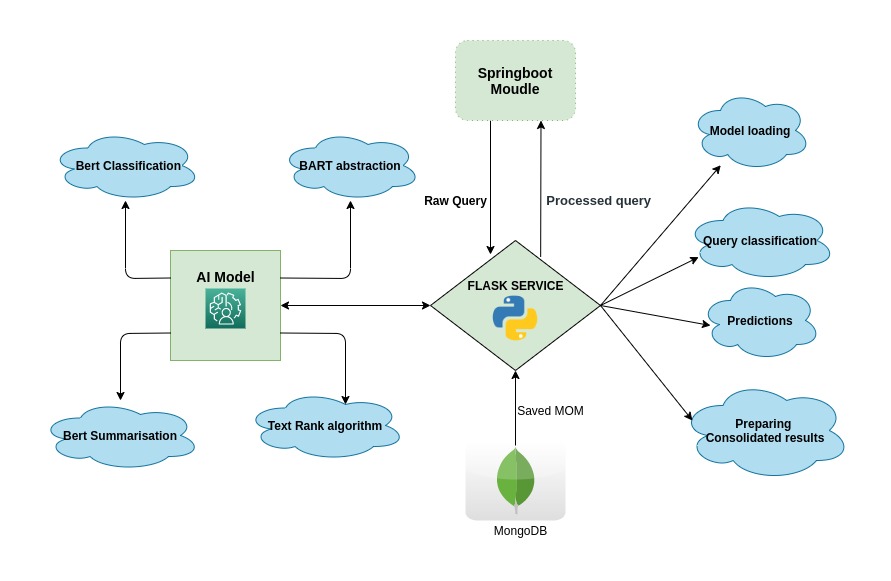 Springboot
Moudle
Model loading
Bert Classification
BART abstraction
Raw Query
Processed query
Query classification
AI Model
FLASK SERVICE
Predictions
Saved MOM
Bert Summarisation
Text Rank algorithm
Preparing
Consolidated results
MongoDB